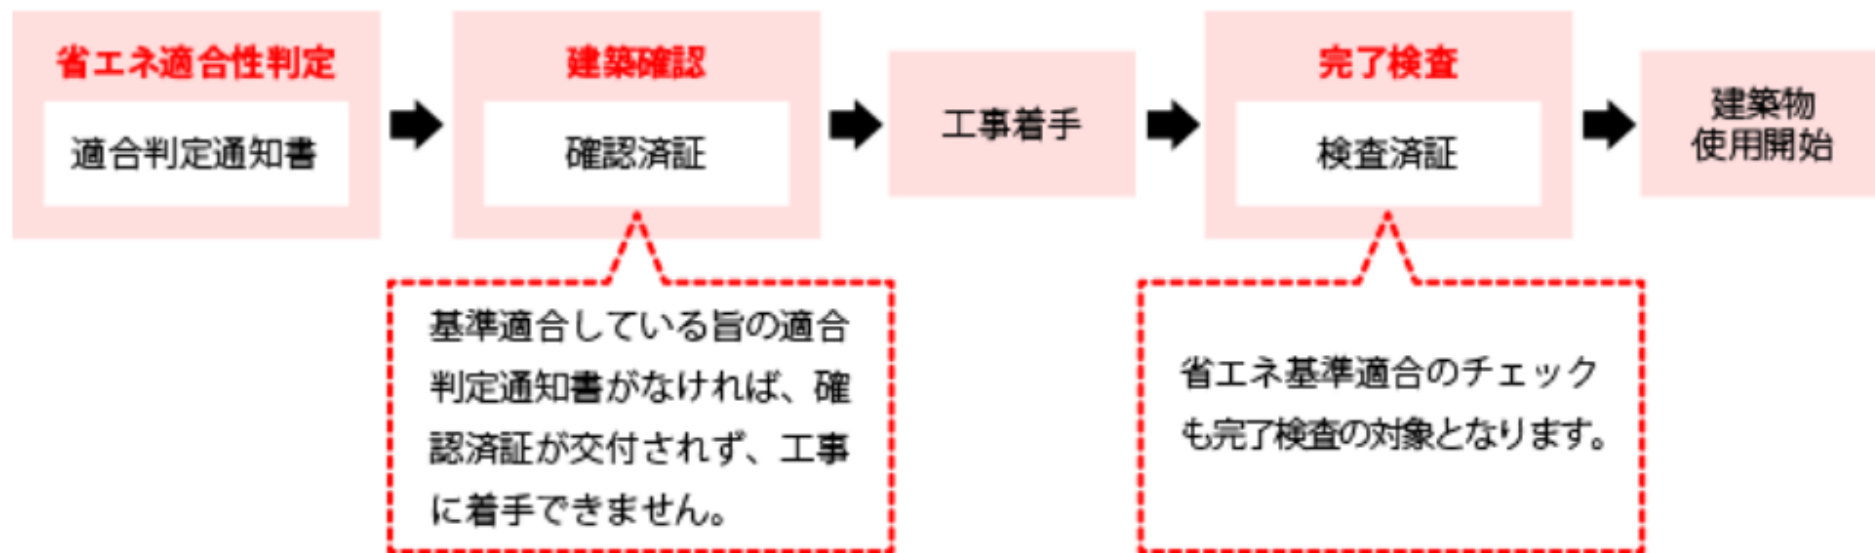 省エネ適合性判定
適合判定通知書
建築確認
確認済証
工事着手
完了検査
検査済証
建築物
使用開始
基準適合している旨の適合
判定通知書がなければ、確
認済証が交付されず、工事
に着手できません。
省エネ基準適合のチェック
も完了検査の対象となります。